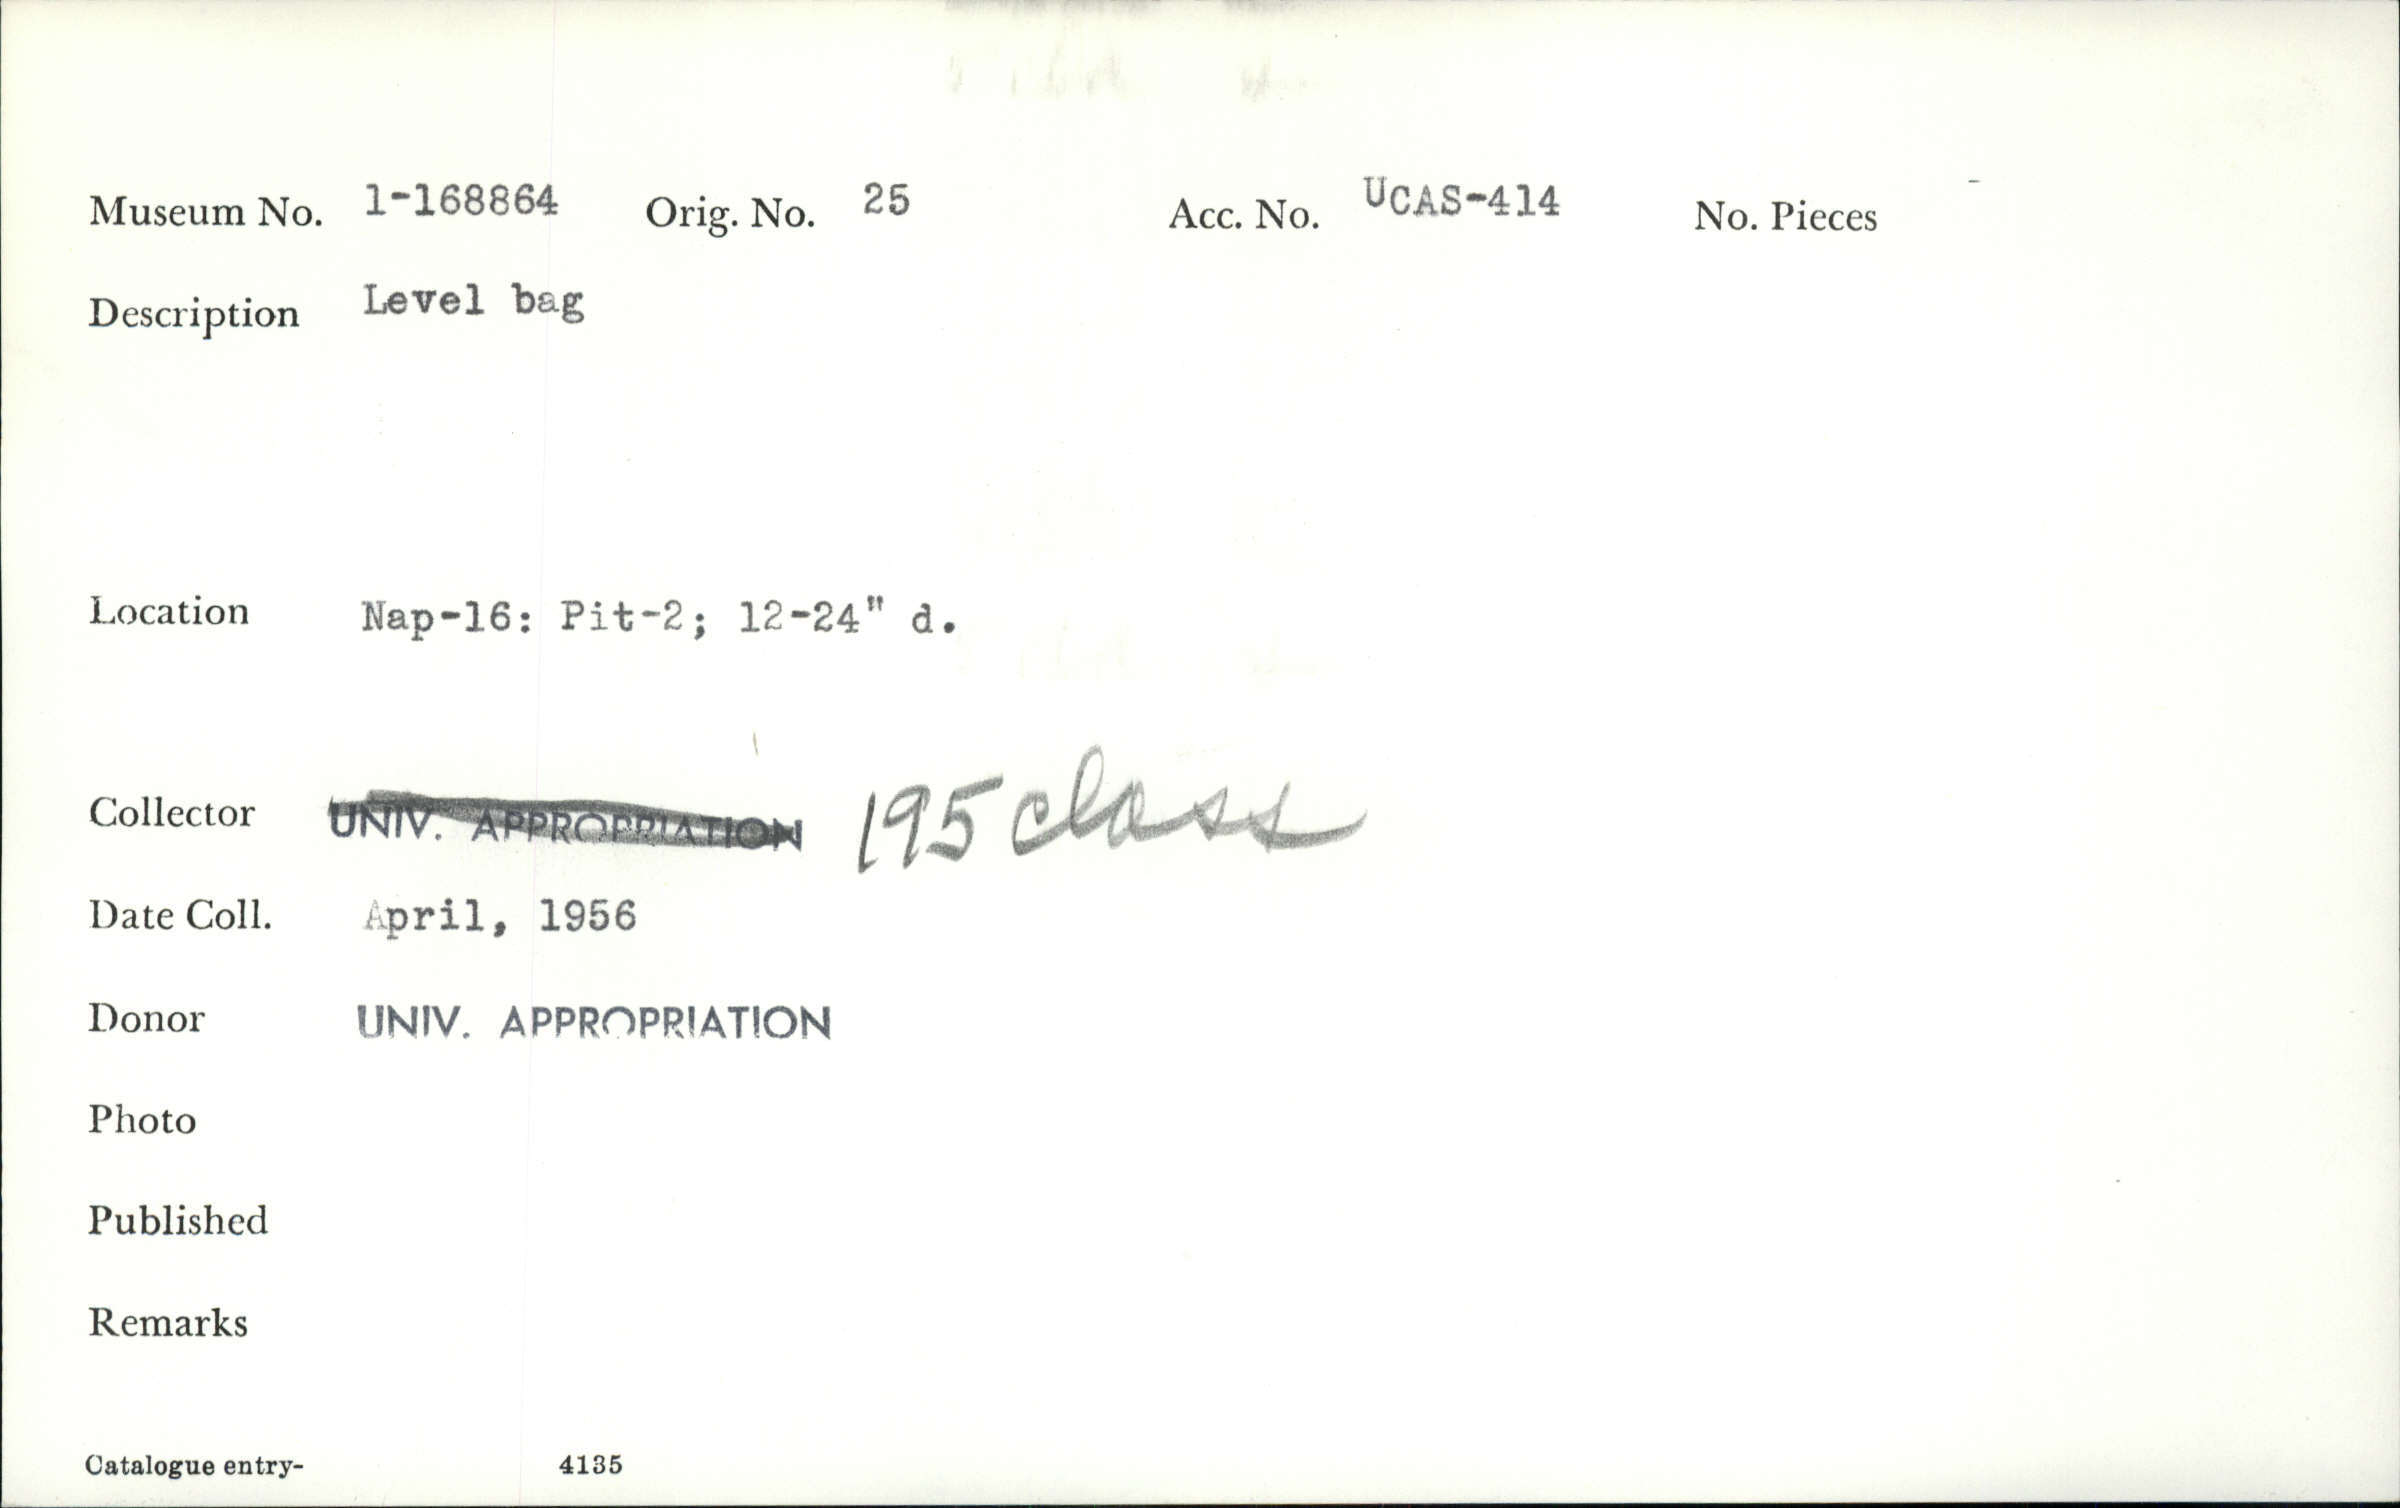 Museum No. 1-168864 Orig. No. 25 Acc. No. UCAS-414 No. Pieces
Description Level bag
Location Nap-16: Pit-2; 12-24" d.
Collector UNIV. APPROPRIATION 195 class
Date Coll. April, 1956
Donor UNIV. APPROPRIATION
Photo
Published
Remarks
Catalogue entry- 4135